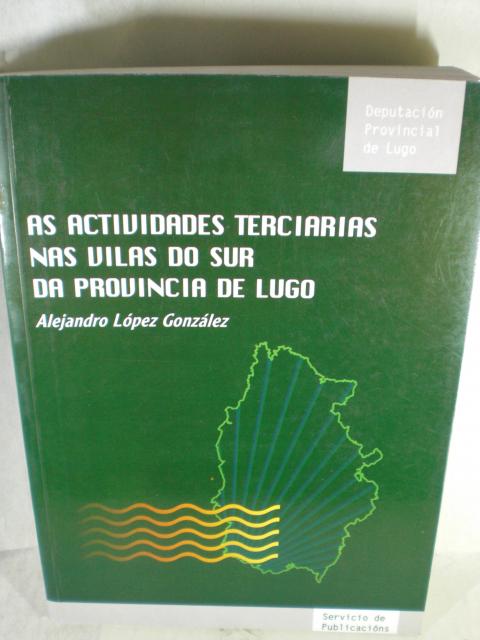 Deputación
Provincial
de Lugo
AS ACTIVIDADES TERCIARIAS
NAS VILAS DO SUR
DA PROVINCIA DE LUGO
Alejandro López González
Servicio de
Publicacións